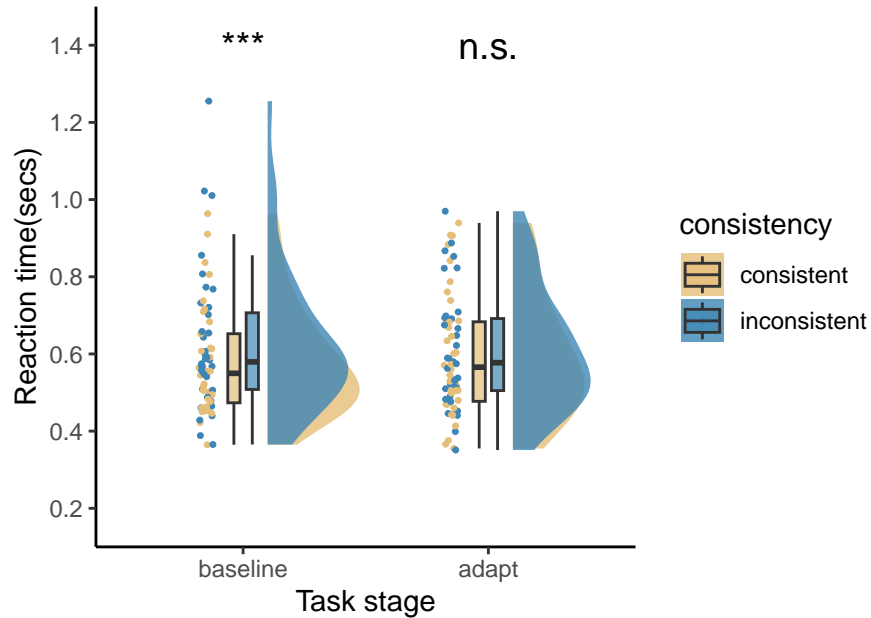 ***
n.s.
1.4
1.2
1.0
0.8
0.6
0.4
0.2
Reaction time(secs)
baseline
adapt
Task stage
consistency
consistent
inconsistent